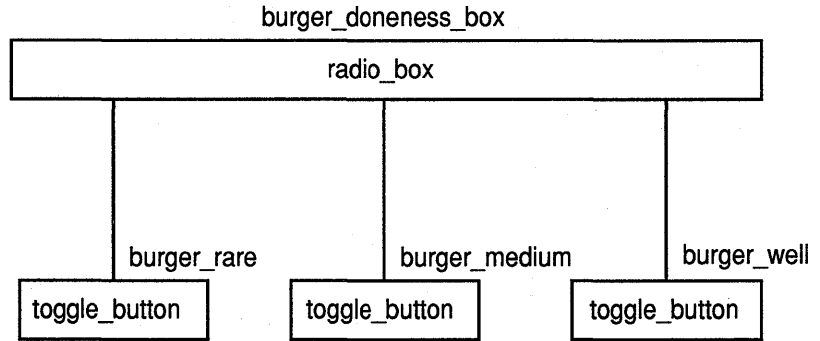 burger_doneness_box
radio_box
burger_rare
burger_medium
burger_well
toggle_button
toggle_button
toggle_button